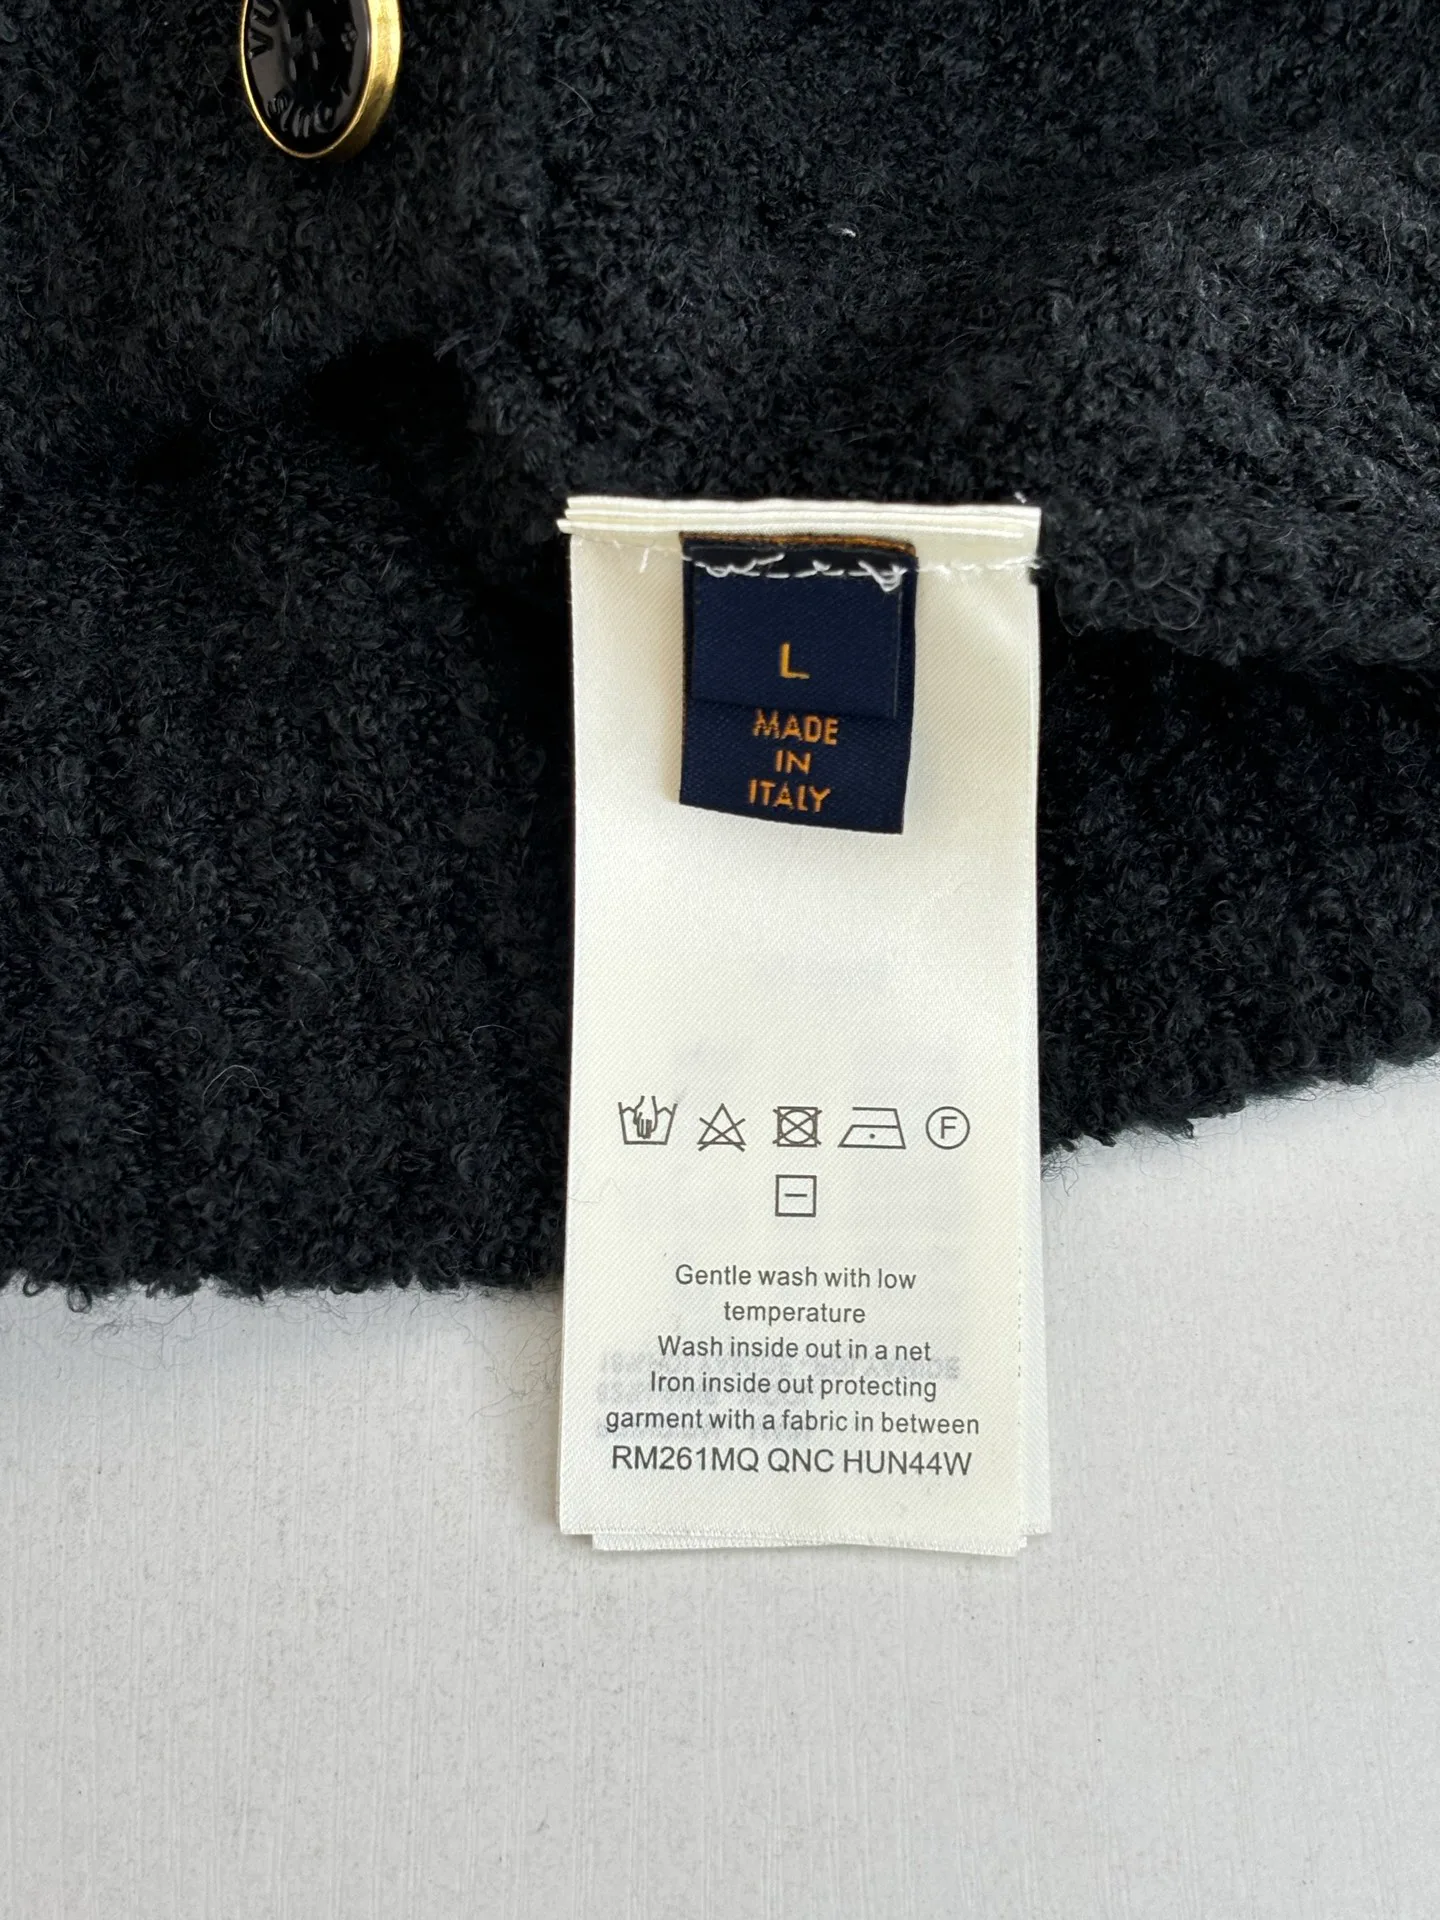 VU
L
MADE
IN
ITALY
F
Gentle wash with low
temperature
Wash inside out in a net
Iron inside out protecting
garment with a fabric in between
RM261MQ QNC HUN44W